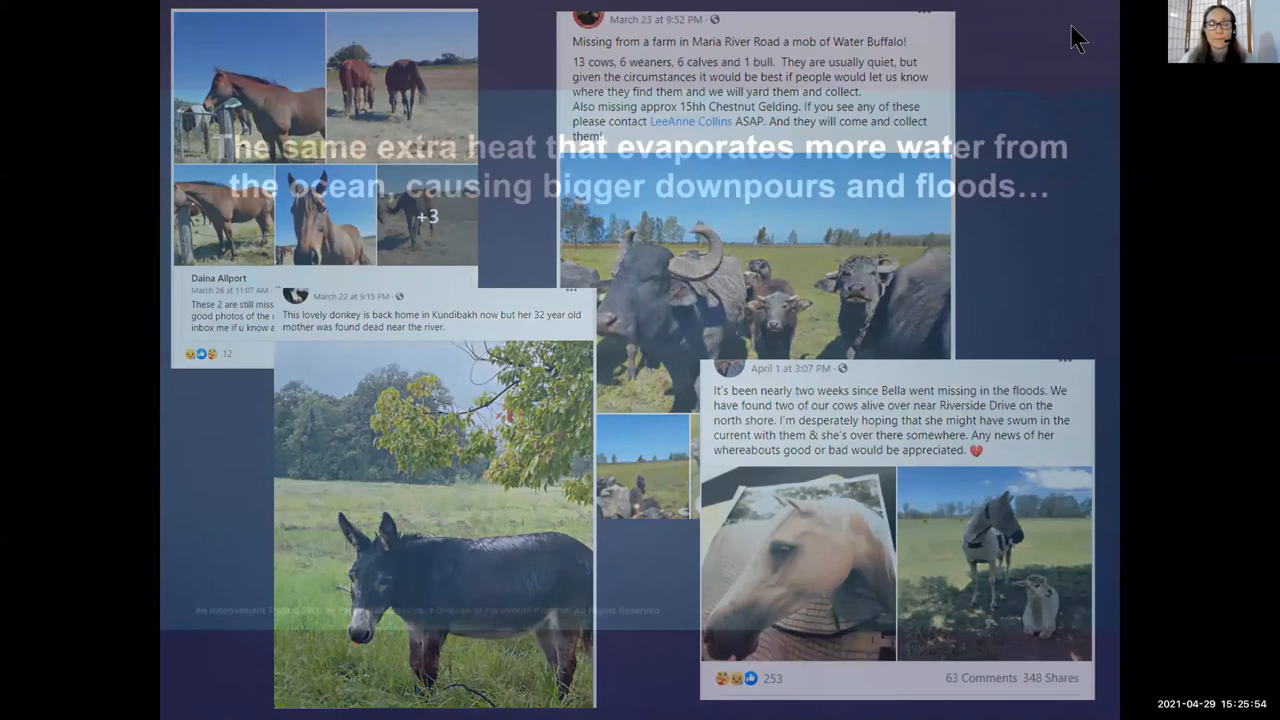 The same extra heat that evaporates more water from
the ocean, causing bigger downpours and floods…
+3
Daina Allport
March 26 at 11:07 AM ·
These 2 are still miss
good photos of the
inbox me if u know a
12
March 22 at 9:15 PM ·
This lovely donkey is back home in Kundibakh now but her 32 year old
mother was found dead near the river.
March 23 at 9:52 PM ·
Missing from a farm in Maria River Road a mob of Water Buffalo!
13 cows, 6 weaners, 6 calves and 1 bull. They are usually quiet, but
given the circumstances it would be best if people would let us know
where they find them and we will yard them and collect.
Also missing approx 15hh Chestnut Gelding. If you see any of these
please contact LeeAnne Collins ASAP. And they will come and collect
them!
April 1 at 3:07 PM ·
It's been nearly two weeks since Bella went missing in the floods. We
have found two of our cows alive over near Riverside Drive on the
north shore. I'm desperately hoping that she might have swum in the
current with them & she's over there somewhere. Any news of her
whereabouts good or bad would be appreciated.
253
63 Comments 348 Shares
An Inconvenient
All Rights Reserved
2021-04-29 15:25:54